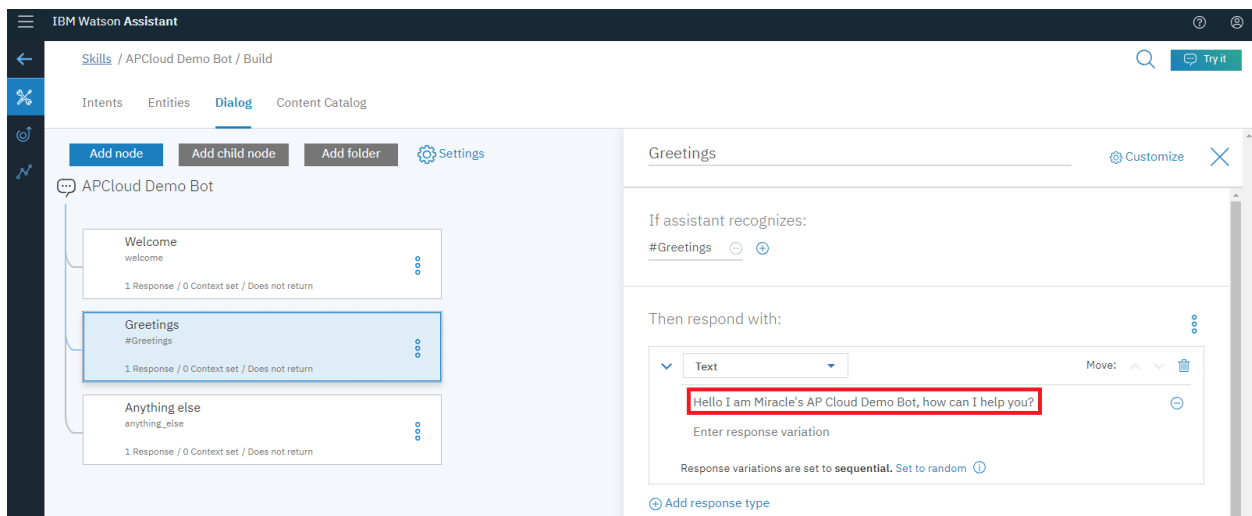 IBM Watson Assistant
Skills / APCloud Demo Bot / Build
Try it
Intents Entities Dialog Content Catalog
Add node Add child node Add folder Settings
APCloud Demo Bot
Welcome
welcome
1 Response / 0 Context set / Does not return
Greetings
#Greetings
1 Response / 0 Context set / Does not return
Anything else
anything_else
1 Response / 0 Context set / Does not return
Greetings
Customize
If assistant recognizes:
#Greetings
Then respond with:
Text
Move:
Hello I am Miracle's AP Cloud Demo Bot, how can I help you?
Enter response variation
Response variations are set to sequential. Set to random
Add response type